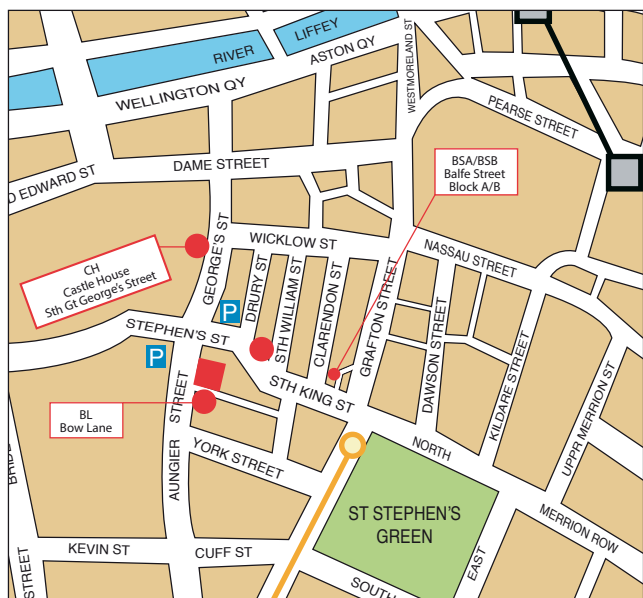 LIFFEY
RIVER
ASTON QY
WESTMORELAND ST
WELLINGTON QY
PEARSE STREET
DAME STREET
D EDWARD ST
BSA/BSB
Balfe Street
Block A/B
WICKLOW ST
NASSAU STREET
CH
Castle House
Sth Gt George's Street
GEORGE'S ST
DRURY ST
STH WILLIAM ST
CLARENDON ST
GRAFTON STREET
DAWSON STREET
KILDARE STREET
UPPR MERRION ST
P
STEPHEN'S ST
P
STH KING ST
BL
Bow Lane
AUNGIER STREET
YORK STREET
NORTH
MERRION ROW
ST STEPHEN'S
GREEN
KEVIN ST
CUFF ST
EAST
SOUTH
STREET